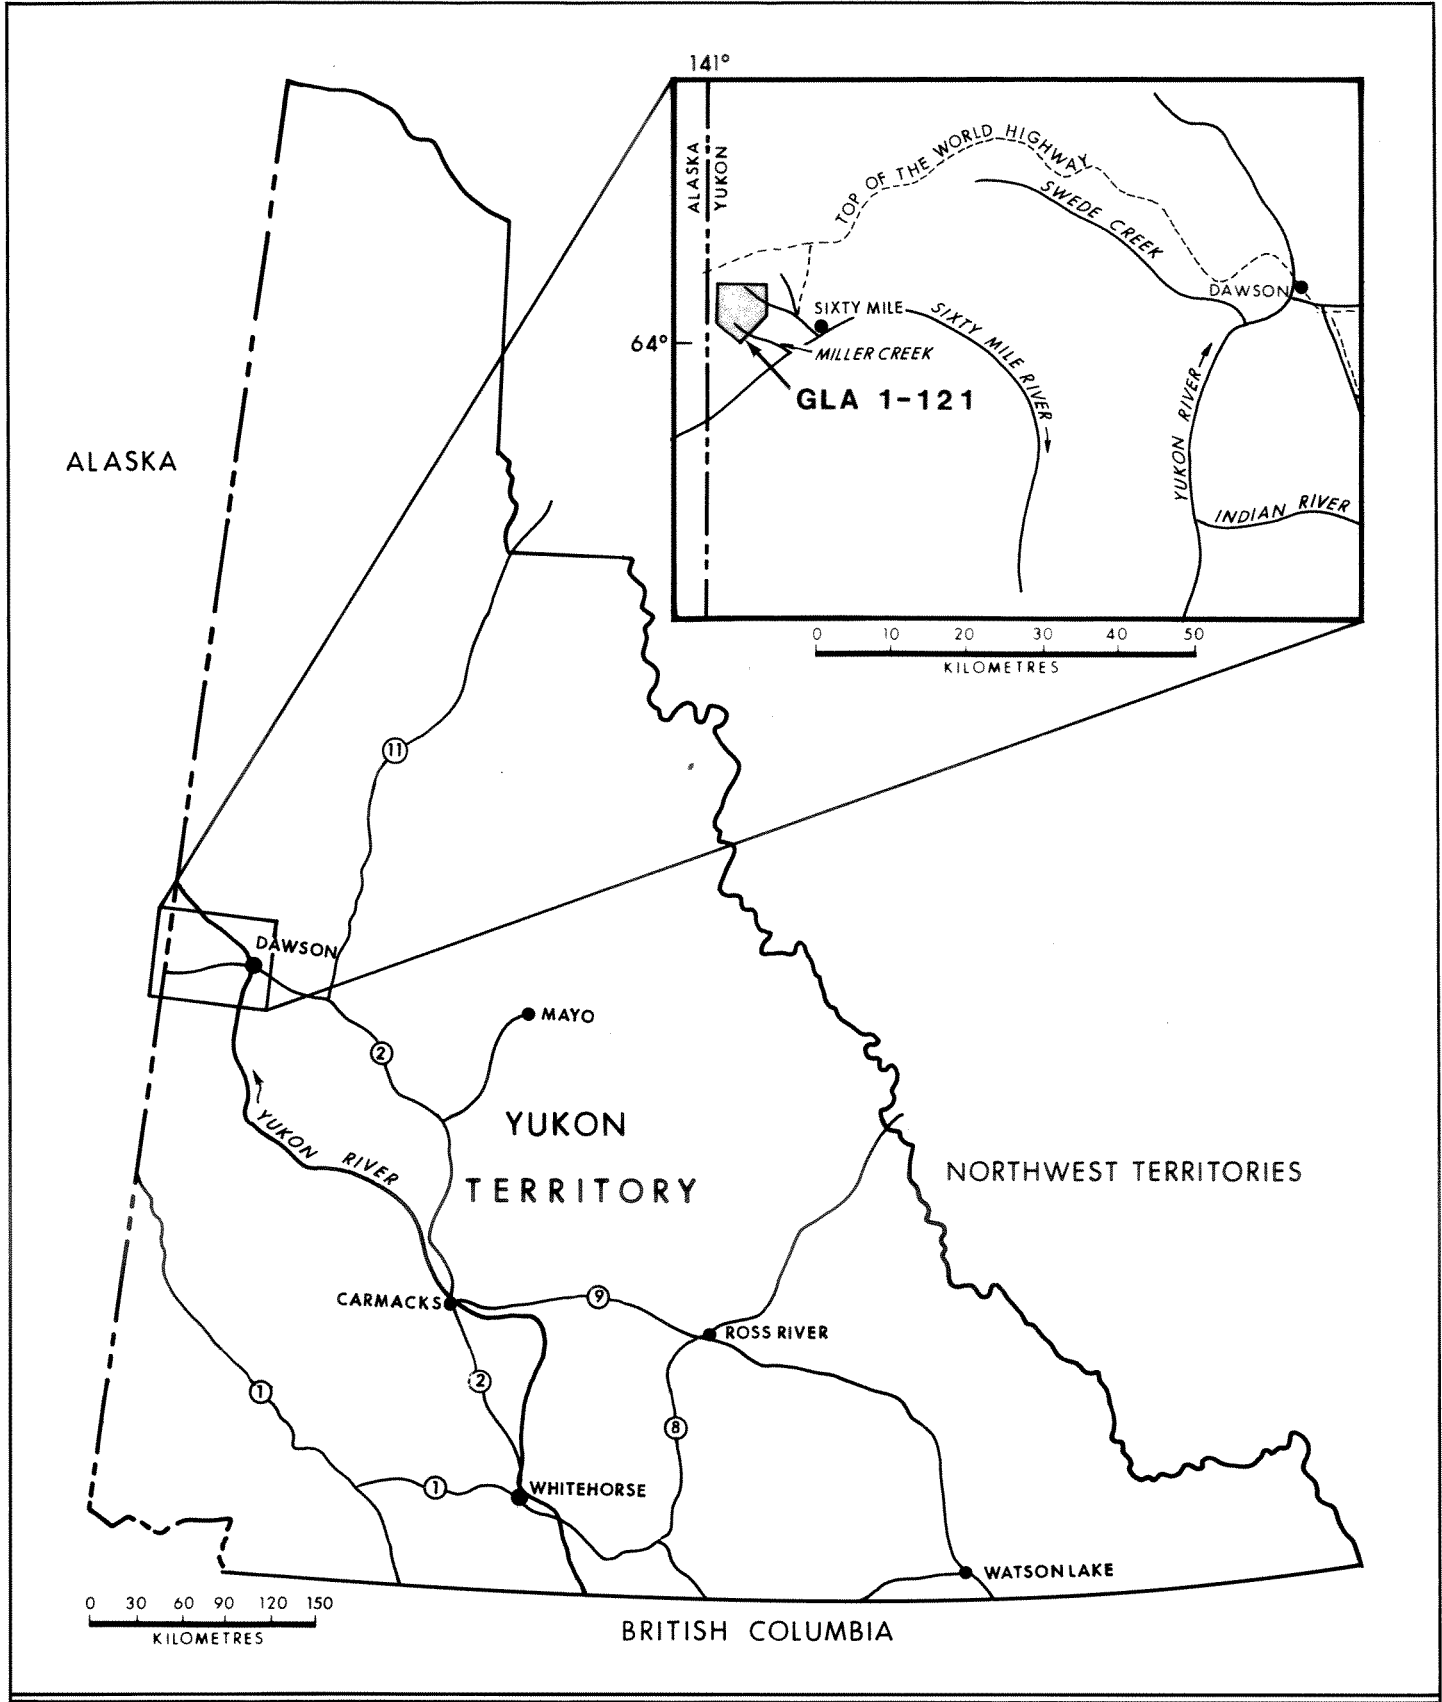 141°
ALASKA
YUKON
TOP OF THE WORLD HIGHWAY
SWEDE CREEK
DAWSON
SIXTY MILE
SIXTY MILE RIVER
64°
MILLER CREEK
GLA 1-121
YUKON RIVER
INDIAN RIVER
0 10 20 30 40 50
KILOMETRES
ALASKA
11
DAWSON
MAYO
2
YUKON
TERRITORY
YUKON RIVER
NORTHWEST TERRITORIES
CARMACKS
9
ROSS RIVER
1
2
8
1
WHITEHORSE
WATSON LAKE
0 30 60 90 120 150
KILOMETRES
BRITISH COLUMBIA